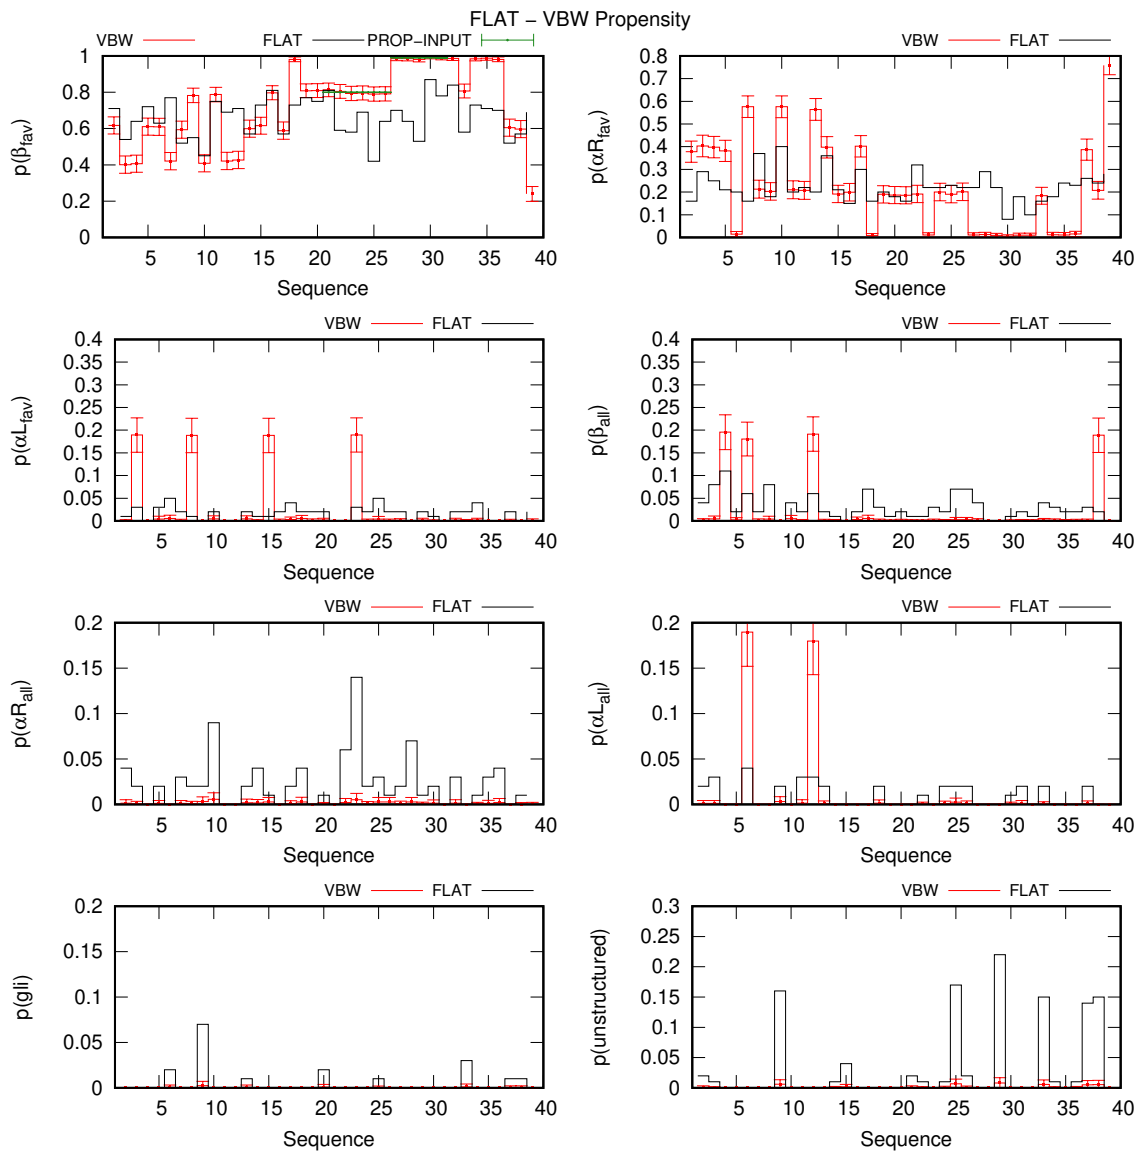 FLAT – VBW Propensity
VBW FLAT PROP-INPUT
p(βfav)
1
0.8
0.6
0.4
0.2
0
5 10 15 20 25 30 35 40
Sequence
VBW FLAT
p(αRfav)
0.8
0.7
0.6
0.5
0.4
0.3
0.2
0.1
0
5 10 15 20 25 30 35 40
Sequence
VBW FLAT
p(αLfav)
0.4
0.35
0.3
0.25
0.2
0.15
0.1
0.05
0
5 10 15 20 25 30 35 40
Sequence
VBW FLAT
p(βall)
0.4
0.35
0.3
0.25
0.2
0.15
0.1
0.05
0
5 10 15 20 25 30 35 40
Sequence
VBW FLAT
p(αRall)
0.2
0.15
0.1
0.05
0
5 10 15 20 25 30 35 40
Sequence
VBW FLAT
p(αLall)
0.2
0.15
0.1
0.05
0
5 10 15 20 25 30 35 40
Sequence
VBW FLAT
p(gli)
0.2
0.15
0.1
0.05
0
5 10 15 20 25 30 35 40
Sequence
VBW FLAT
p(unstructured)
0.3
0.25
0.2
0.15
0.1
0.05
0
5 10 15 20 25 30 35 40
Sequence